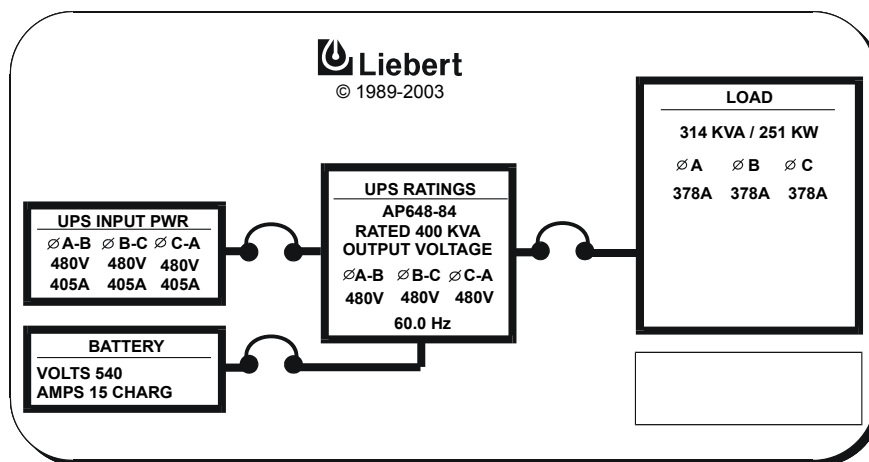 Liebert
© 1989-2003
LOAD
314 KVA / 251 KW
∅ A ∅ B ∅ C
378A 378A 378A
UPS RATINGS
AP648-84
RATED 400 KVA
OUTPUT VOLTAGE
∅A-B ∅B-C ∅C-A
480V 480V 480V
60.0 Hz
UPS INPUT PWR
∅A-B ∅B-C ∅C-A
480V 480V 480V
405A 405A 405A
BATTERY
VOLTS 540
AMPS 15 CHARG